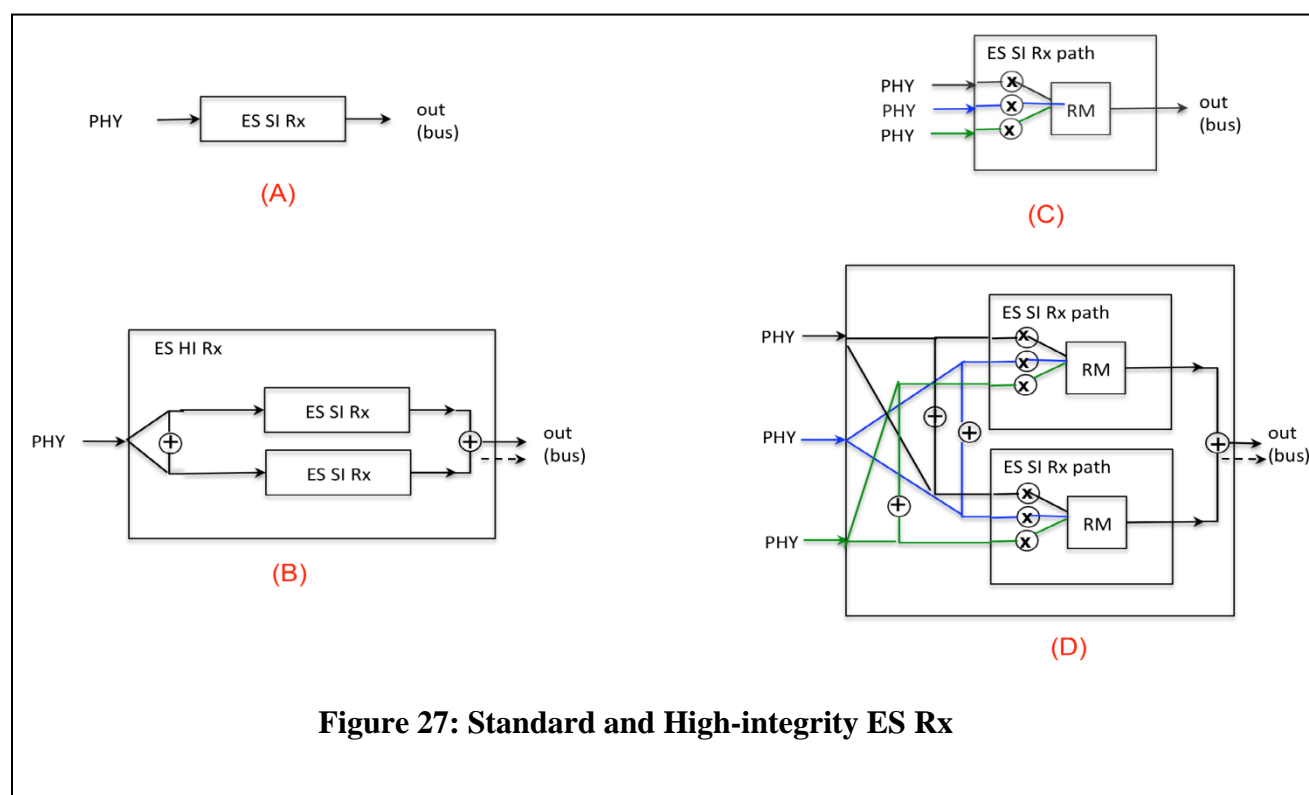 PHY
ES SI Rx
out
(bus)
(A)
ES HI Rx
PHY
+
ES SI Rx
ES SI Rx
+
out
(bus)
(B)
ES SI Rx path
PHY
PHY
PHY
x
x
x
RM
out
(bus)
(C)
PHY
PHY
PHY
+
+
+
ES SI Rx path
x
x
x
RM
ES SI Rx path
x
x
x
RM
+
out
(bus)
(D)
Figure 27: Standard and High-integrity ES Rx